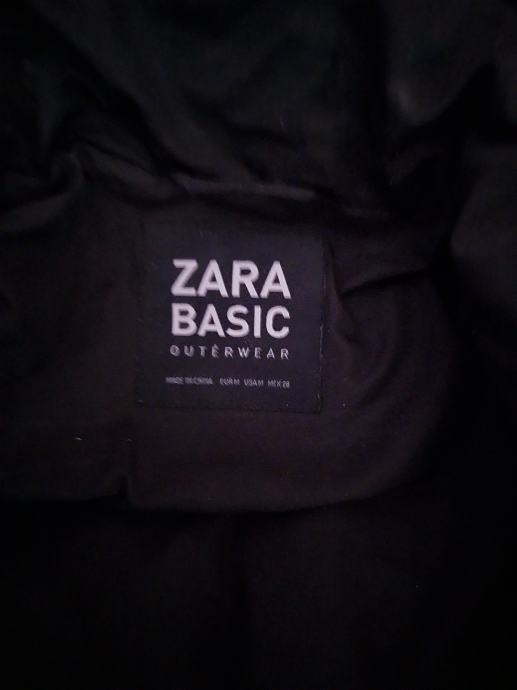 ZARA
BASIC
OUTERWEAR
MADE IN CHINA EUR M USA M MEX 28